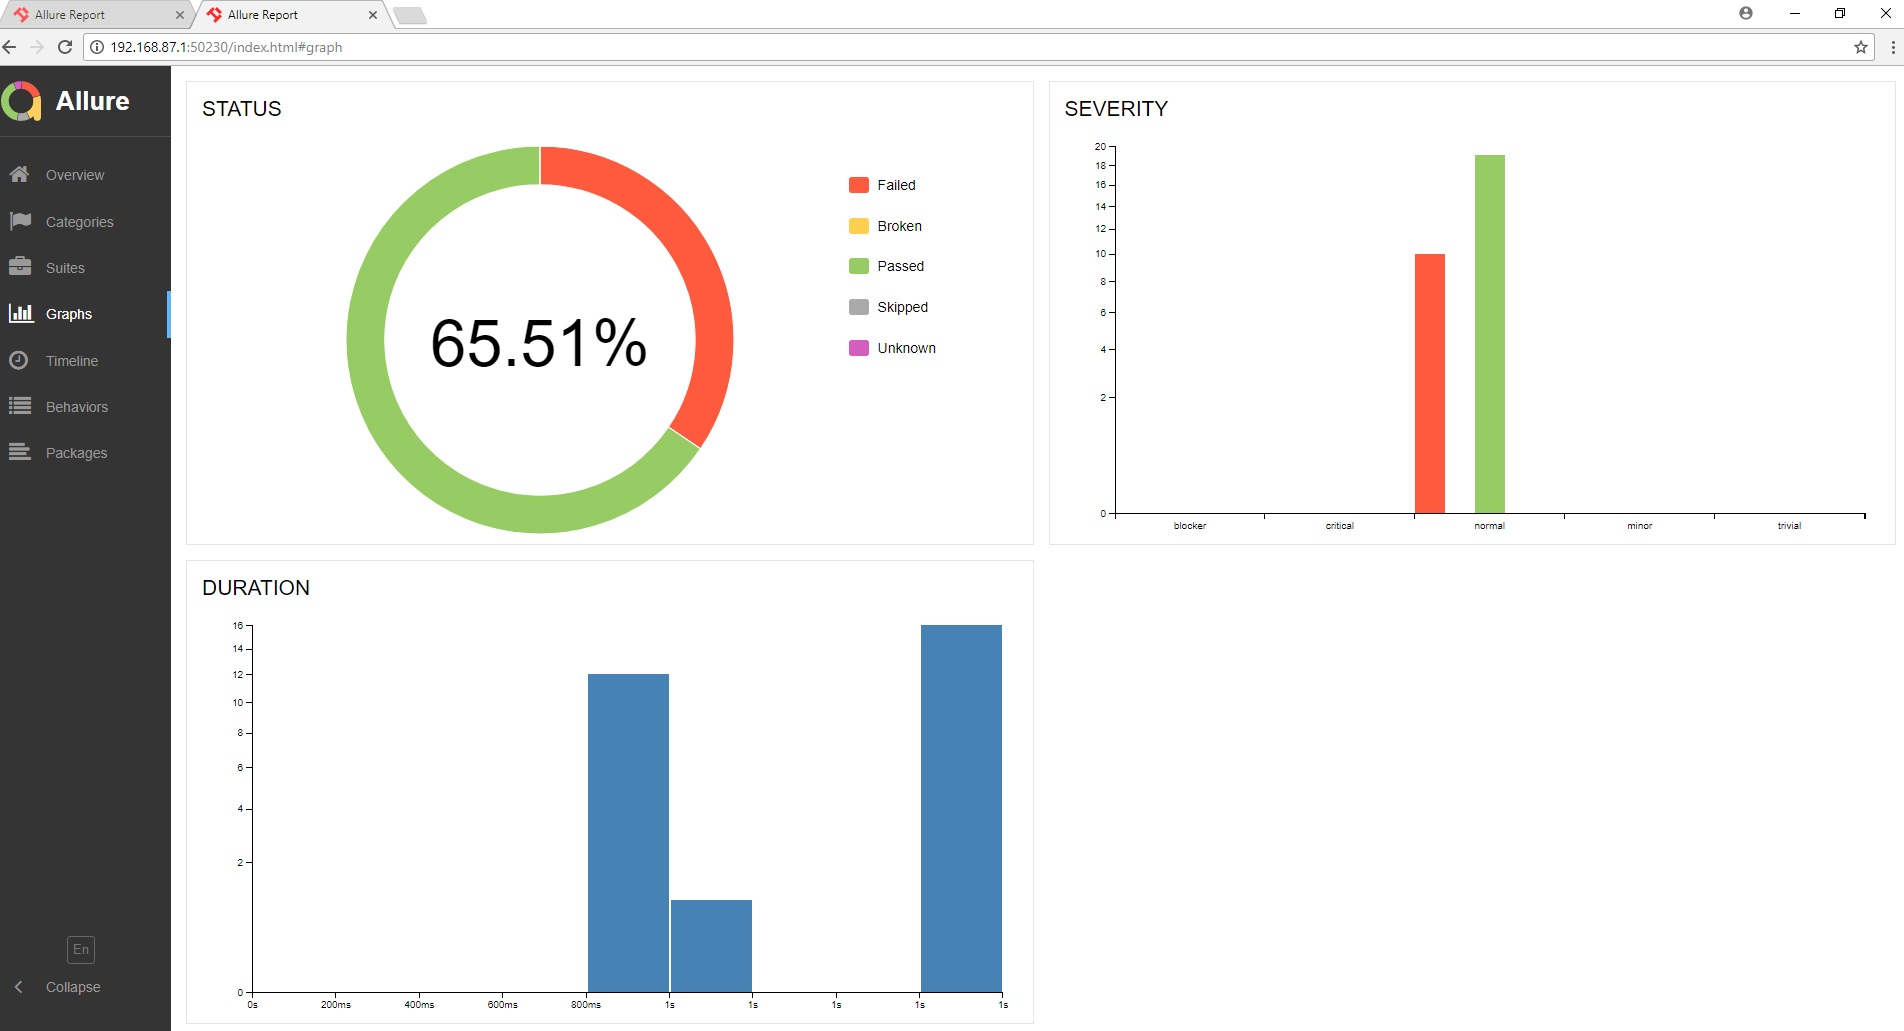 Allure Report
Allure Report
192.168.87.1:50230/index.html#graph
Allure
Overview
Categories
Suites
Graphs
Timeline
Behaviors
Packages
En
Collapse
STATUS
65.51%
Failed
Broken
Passed
Skipped
Unknown
SEVERITY
20
18
16
14
12
10
8
6
4
2
0
blocker critical normal minor trivial
DURATION
16
14
12
10
8
6
4
2
0
0s 200ms 400ms 600ms 800ms 1s 1s 1s 1s 1s